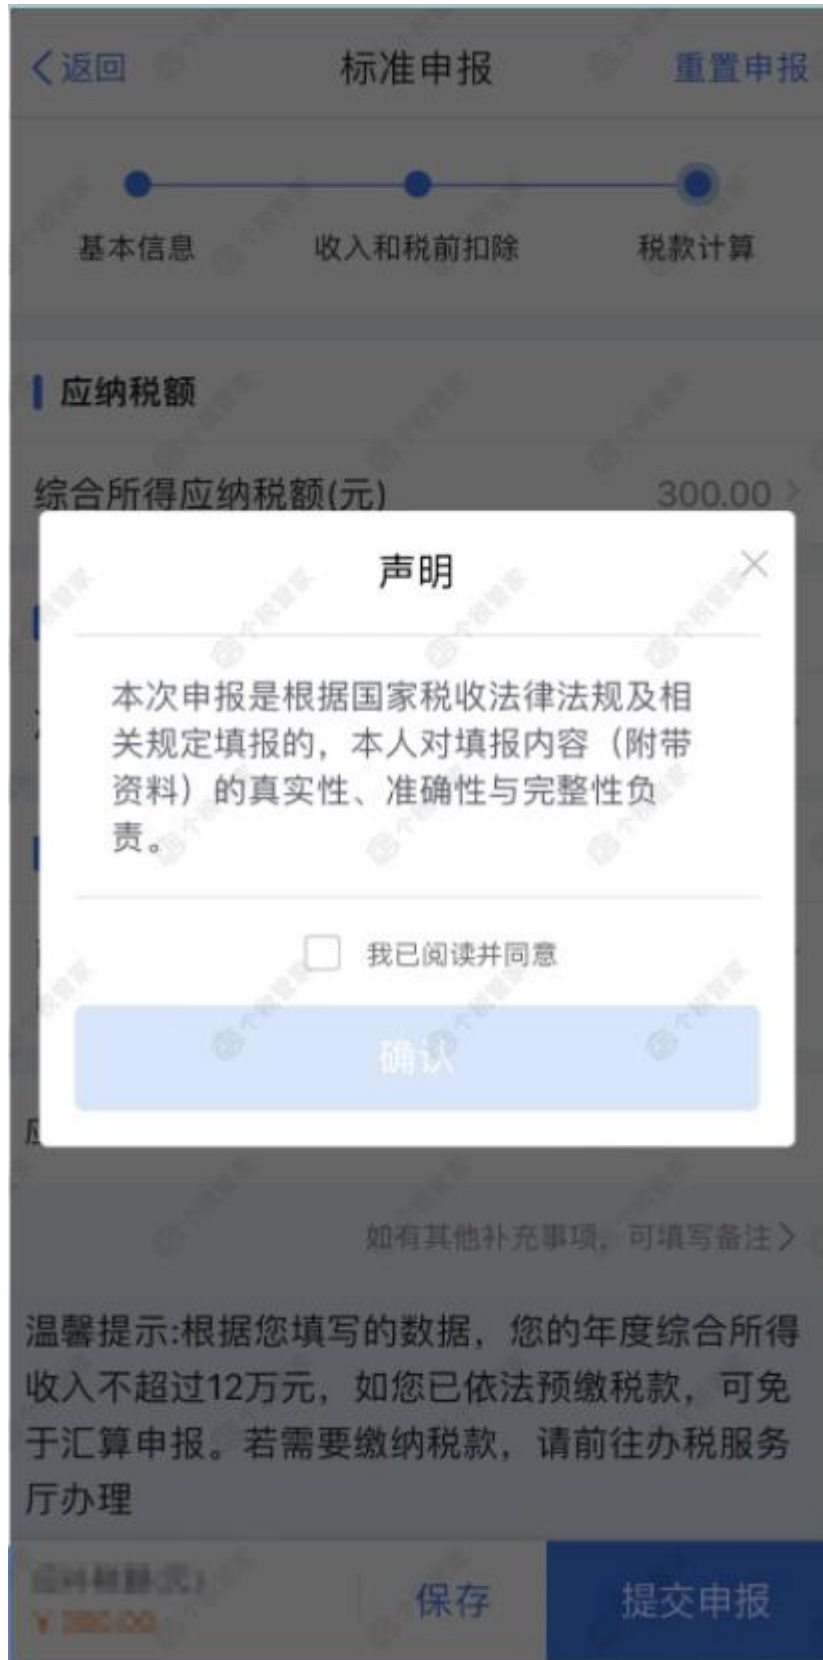 返回 标准申报 重置申报
基本信息 收入和税前扣除 税款计算
应纳税额
综合所得应纳税额(元) 300.00
声明
本次申报是根据国家税收法律法规及相
关规定填报的，本人对填报内容（附带
资料）的真实性、准确性与完整性负
责。
我已阅读并同意
确认
如有其他补充事项，可填写备注
温馨提示:根据您填写的数据，您的年度综合所得
收入不超过12万元，如您已依法预缴税款，可免
于汇算申报。若需要缴纳税款，请前往办税服务
厅办理
保存 提交申报
个税管家